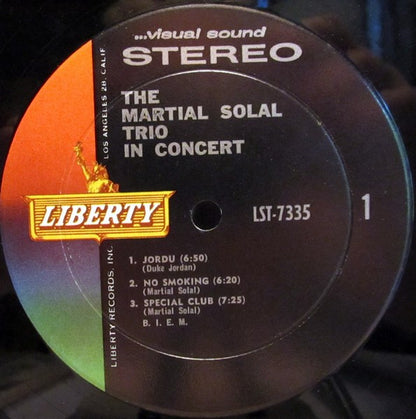 ...visual sound
STEREO
THE
MARTIAL SOLAL
TRIO
IN CONCERT
LIBERTY
LST-7335
1
1. JORDU (6:50)
(Duke Jordan)
2. NO SMOKING (6:20)
(Martial Solal)
3. SPECIAL CLUB (7:25)
(Martial Solal)
B. I. E. M.
LIBERTY RECORDS, INC.
LOS ANGELES 28, CALIF.